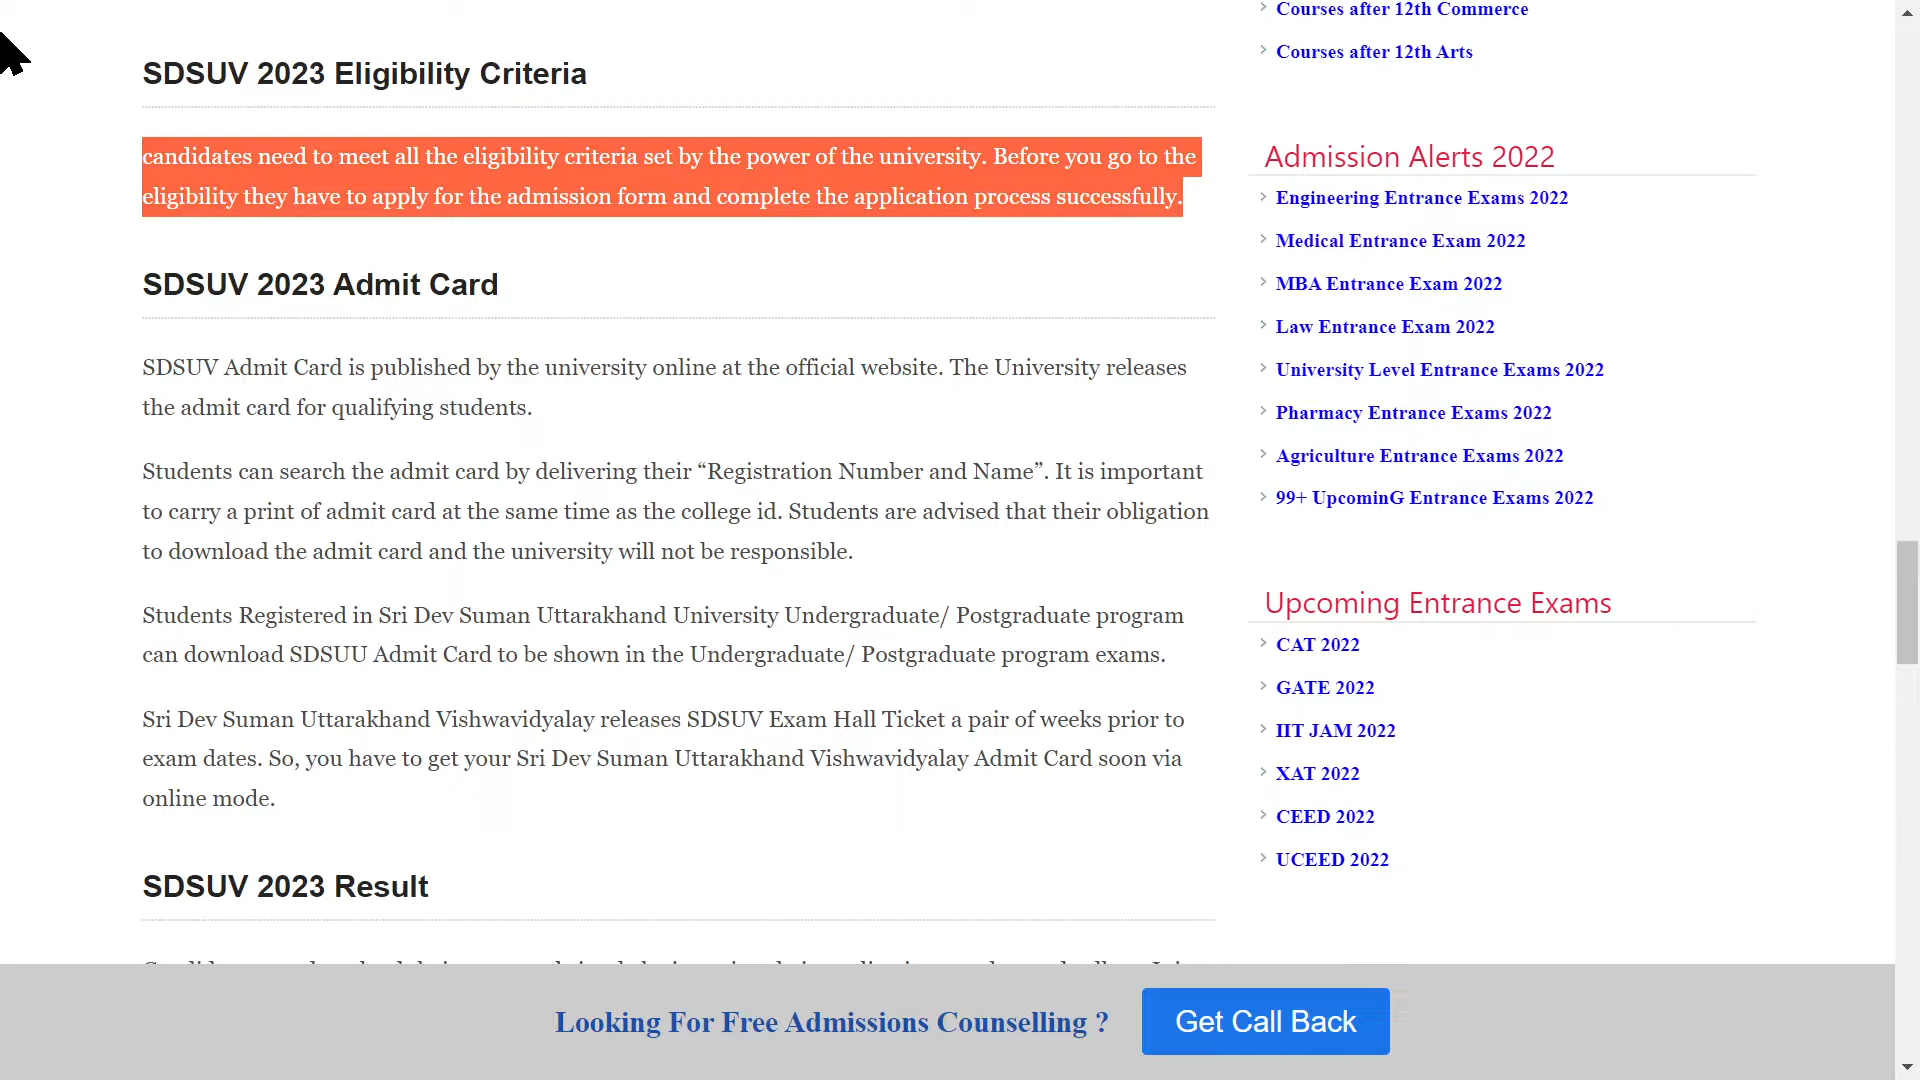 SDSUV 2023 Eligibility Criteria
candidates need to meet all the eligibility criteria set by the power of the university. Before you go to the
eligibility they have to apply for the admission form and complete the application process successfully.
SDSUV 2023 Admit Card
SDSUV Admit Card is published by the university online at the official website. The University releases
the admit card for qualifying students.
Students can search the admit card by delivering their “Registration Number and Name”. It is important
to carry a print of admit card at the same time as the college id. Students are advised that their obligation
to download the admit card and the university will not be responsible.
Students Registered in Sri Dev Suman Uttarakhand University Undergraduate/ Postgraduate program
can download SDSUU Admit Card to be shown in the Undergraduate/ Postgraduate program exams.
Sri Dev Suman Uttarakhand Vishwavidyalay releases SDSUV Exam Hall Ticket a pair of weeks prior to
exam dates. So, you have to get your Sri Dev Suman Uttarakhand Vishwavidyalay Admit Card soon via
online mode.
SDSUV 2023 Result
Courses after 12th Commerce
Courses after 12th Arts
Admission Alerts 2022
Engineering Entrance Exams 2022
Medical Entrance Exam 2022
MBA Entrance Exam 2022
Law Entrance Exam 2022
University Level Entrance Exams 2022
Pharmacy Entrance Exams 2022
Agriculture Entrance Exams 2022
99+ UpcominG Entrance Exams 2022
Upcoming Entrance Exams
CAT 2022
GATE 2022
IIT JAM 2022
XAT 2022
CEED 2022
UCEED 2022
Looking For Free Admissions Counselling ?
Get Call Back